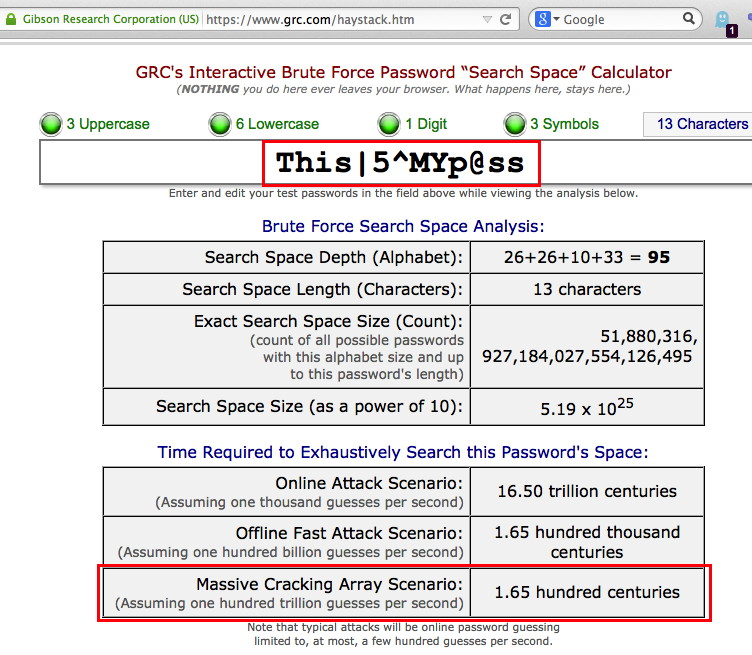 Gibson Research Corporation (US) https://www.grc.com/haystack.htm Google
1
GRC's Interactive Brute Force Password “Search Space” Calculator
(NOTHING you do here ever leaves your browser. What happens here, stays here.)
3 Uppercase 6 Lowercase 1 Digit 3 Symbols 13 Characters
This|5^MYp@ss
Enter and edit your test passwords in the field above while viewing the analysis below.
Brute Force Search Space Analysis:
Search Space Depth (Alphabet): 26+26+10+33 = 95
Search Space Length (Characters): 13 characters
Exact Search Space Size (Count):
(count of all possible passwords
with this alphabet size and up
to this password's length)
51,880,316,
927,184,027,554,126,495
Search Space Size (as a power of 10): 5.19 x 10^25
Time Required to Exhaustively Search this Password's Space:
Online Attack Scenario:
(Assuming one thousand guesses per second)
16.50 trillion centuries
Offline Fast Attack Scenario:
(Assuming one hundred billion guesses per second)
1.65 hundred thousand
centuries
Massive Cracking Array Scenario:
(Assuming one hundred trillion guesses per second)
1.65 hundred centuries
Note that typical attacks will be online password guessing
limited to, at most, a few hundred guesses per second.